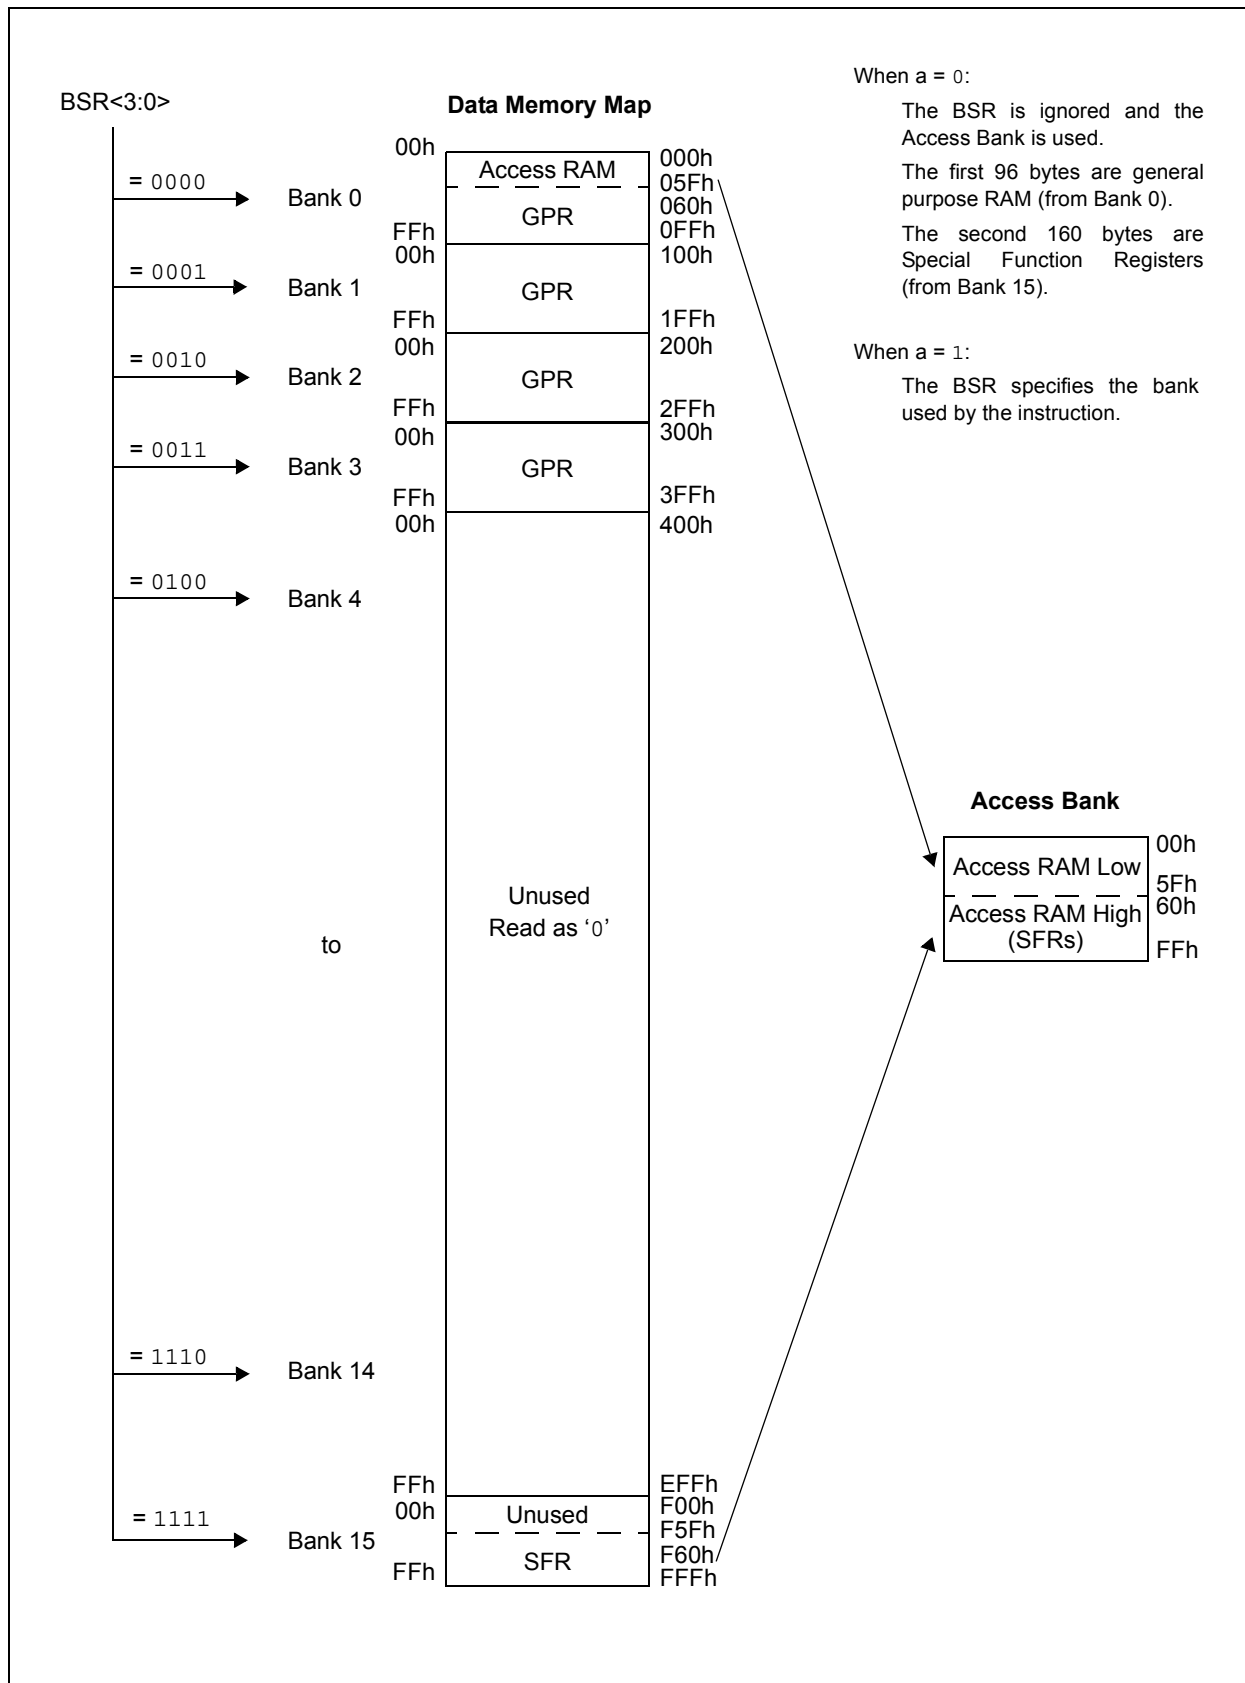 BSR<3:0>
Data Memory Map
When a = 0:
The BSR is ignored and the
Access Bank is used.
The first 96 bytes are general
purpose RAM (from Bank 0).
The second 160 bytes are
Special Function Registers
(from Bank 15).
When a = 1:
The BSR specifies the bank
used by the instruction.
= 0000
Bank 0
00h
FFh
Access RAM
GPR
000h
05Fh
060h
0FFh
= 0001
Bank 1
00h
FFh
GPR
100h
1FFh
= 0010
Bank 2
00h
FFh
GPR
200h
2FFh
= 0011
Bank 3
00h
FFh
GPR
300h
3FFh
= 0100
Bank 4
00h
400h
to
Unused
Read as ‘0’
Access Bank
Access RAM Low
00h
5Fh
Access RAM High
(SFRs)
60h
FFh
= 1110
Bank 14
FFh
EFFh
= 1111
Bank 15
00h
FFh
Unused
SFR
F00h
F5Fh
F60h
FFFh